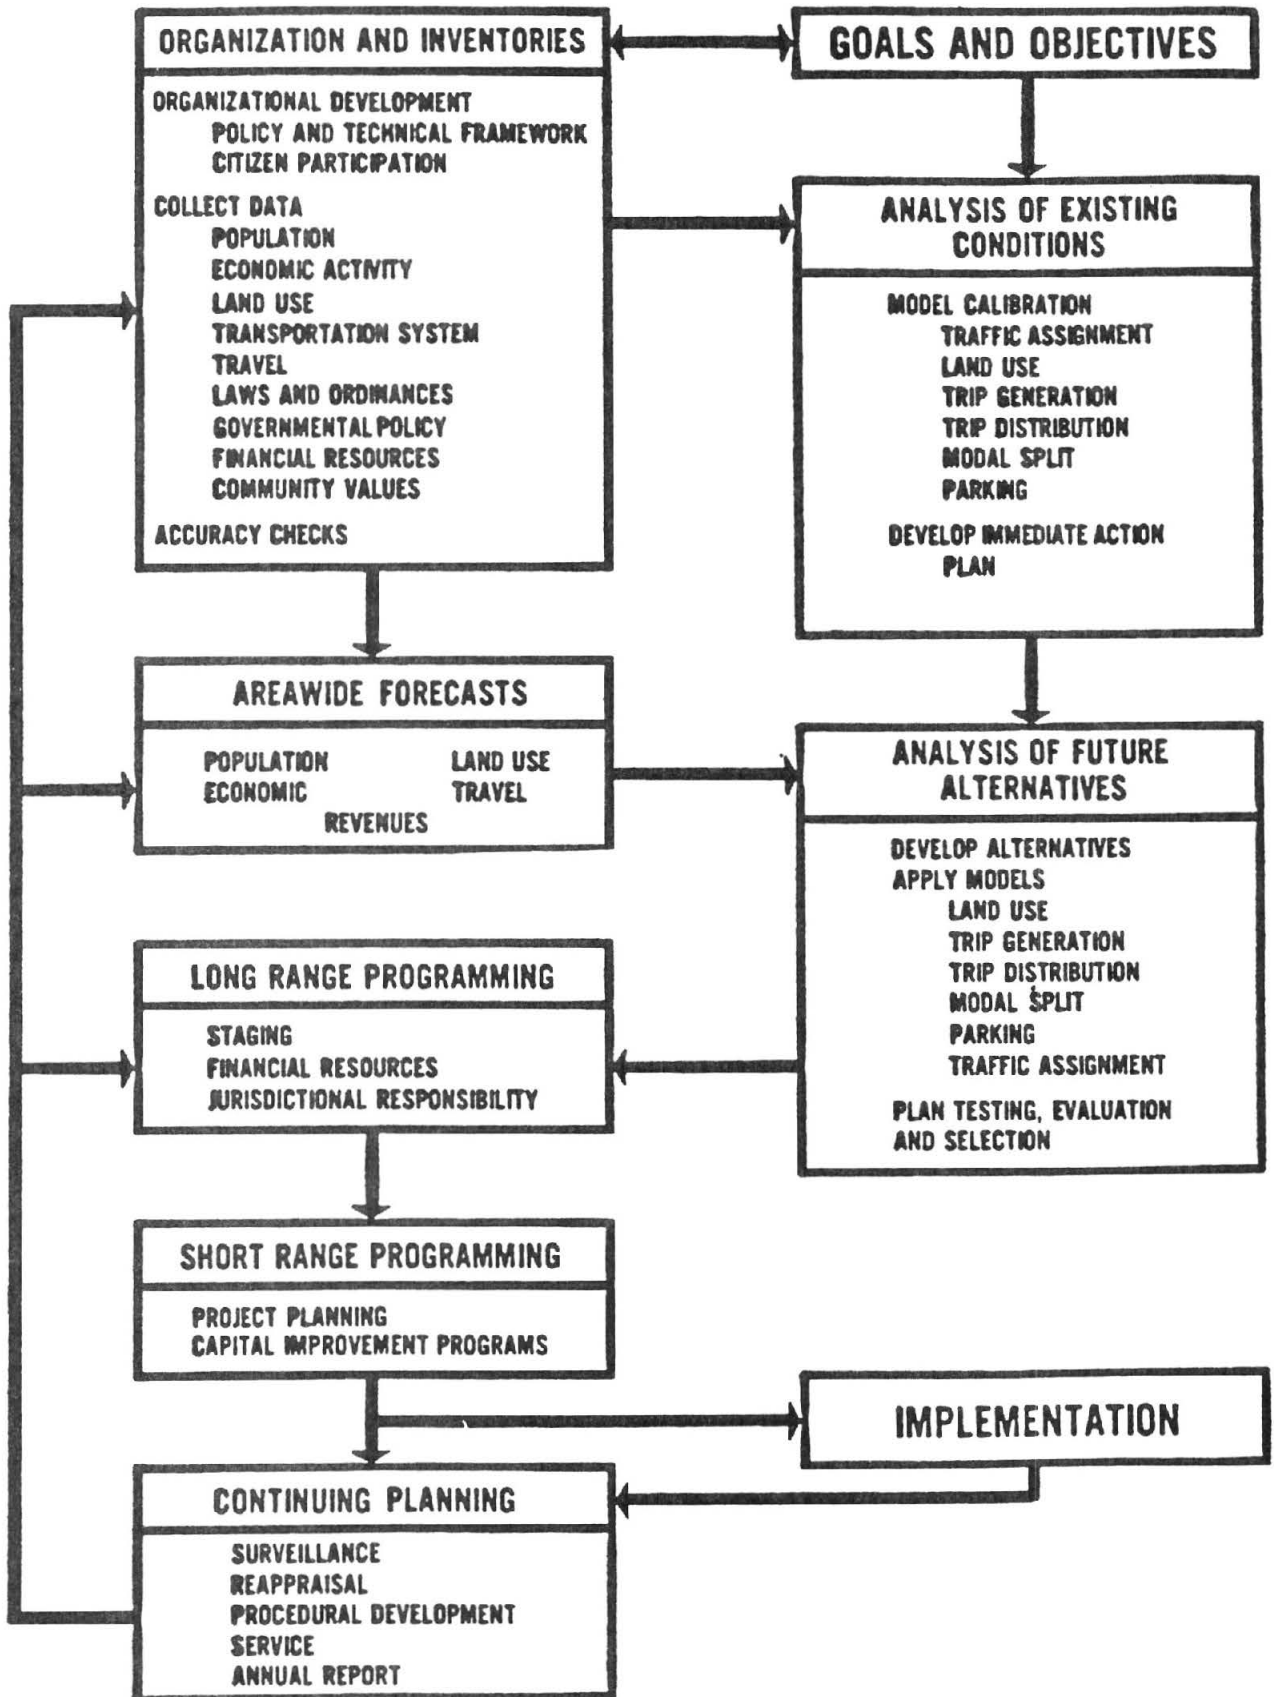 ORGANIZATION AND INVENTORIES
ORGANIZATIONAL DEVELOPMENT
POLICY AND TECHNICAL FRAMEWORK
CITIZEN PARTICIPATION
COLLECT DATA
POPULATION
ECONOMIC ACTIVITY
LAND USE
TRANSPORTATION SYSTEM
TRAVEL
LAWS AND ORDINANCES
GOVERNMENTAL POLICY
FINANCIAL RESOURCES
COMMUNITY VALUES
ACCURACY CHECKS
GOALS AND OBJECTIVES
ANALYSIS OF EXISTING
CONDITIONS
MODEL CALIBRATION
TRAFFIC ASSIGNMENT
LAND USE
TRIP GENERATION
TRIP DISTRIBUTION
MODAL SPLIT
PARKING
DEVELOP IMMEDIATE ACTION
PLAN
AREAWIDE FORECASTS
POPULATION LAND USE
ECONOMIC TRAVEL
REVENUES
ANALYSIS OF FUTURE
ALTERNATIVES
DEVELOP ALTERNATIVES
APPLY MODELS
LAND USE
TRIP GENERATION
TRIP DISTRIBUTION
MODAL SPLIT
PARKING
TRAFFIC ASSIGNMENT
PLAN TESTING, EVALUATION
AND SELECTION
LONG RANGE PROGRAMMING
STAGING
FINANCIAL RESOURCES
JURISDICTIONAL RESPONSIBILITY
SHORT RANGE PROGRAMMING
PROJECT PLANNING
CAPITAL IMPROVEMENT PROGRAMS
IMPLEMENTATION
CONTINUING PLANNING
SURVEILLANCE
REAPPRAISAL
PROCEDURAL DEVELOPMENT
SERVICE
ANNUAL REPORT